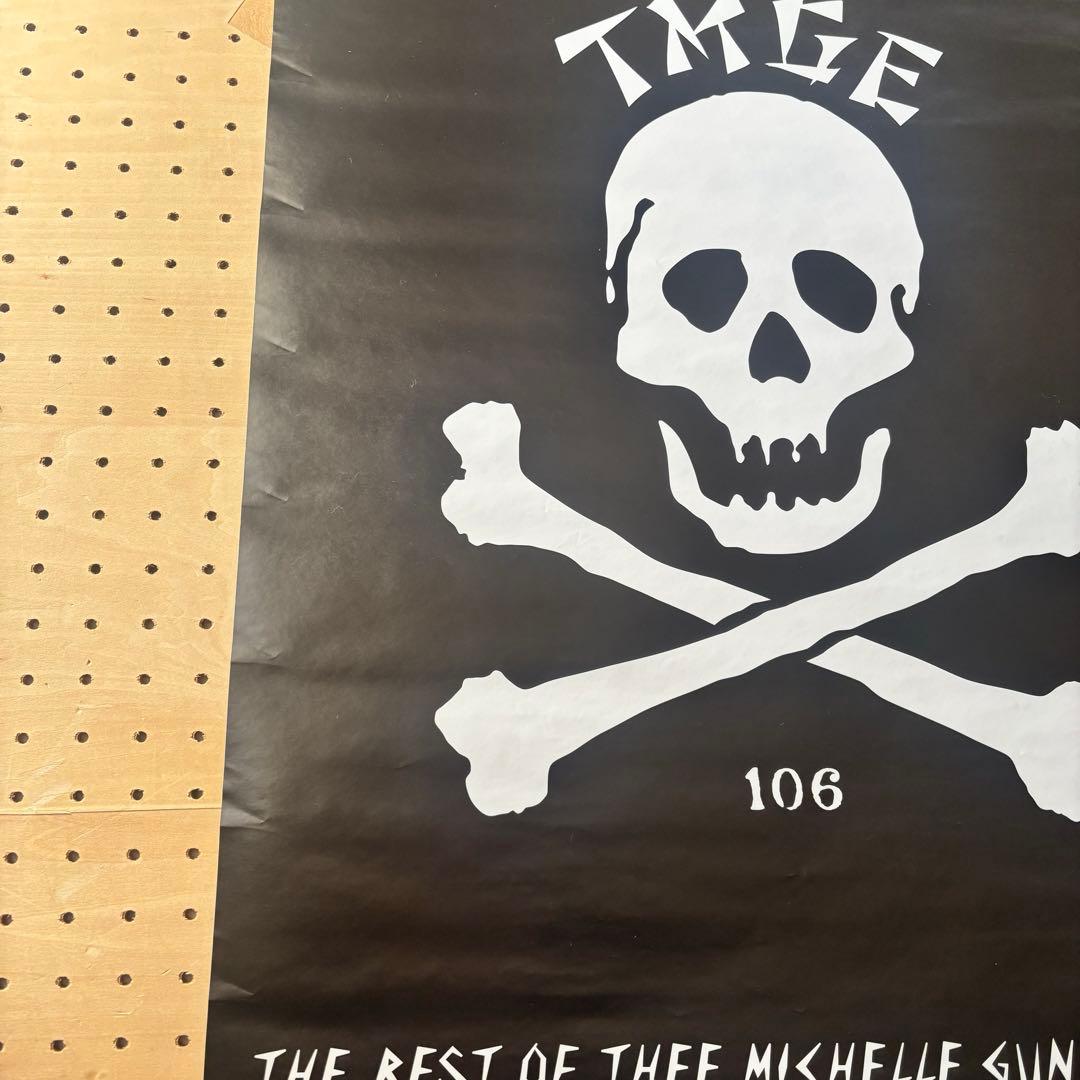 TMGE
106
THE BEST OF THEE MICHELLE GUN